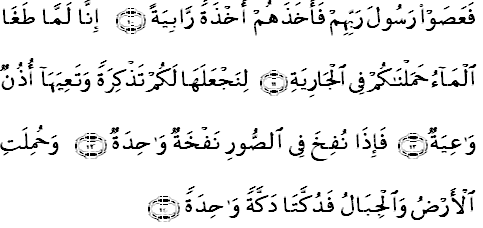 فَعَصَوْا۟ رَسُولَ رَبِّهِمْ فَأَخَذَهُمْ أَخْذَةً رَّابِيَةً ۝١٠ إِنَّا لَمَّا طَغَا
ٱلْمَآءُ حَمَلْنَـٰكُمْ فِى ٱلْجَارِيَةِ ۝١١ لِنَجْعَلَهَا لَكُمْ تَذْكِرَةً وَتَعِيَهَآ أُذُنٌ
وَٰعِيَةٌ ۝١٢ فَإِذَا نُفِخَ فِى ٱلصُّورِ نَفْخَةٌ وَٰحِدَةٌ ۝١٣ وَحُمِلَتِ
ٱلْأَرْضُ وَٱلْجِبَالُ فَدُكَّتَا دَكَّةً وَٰحِدَةً ۝١٤